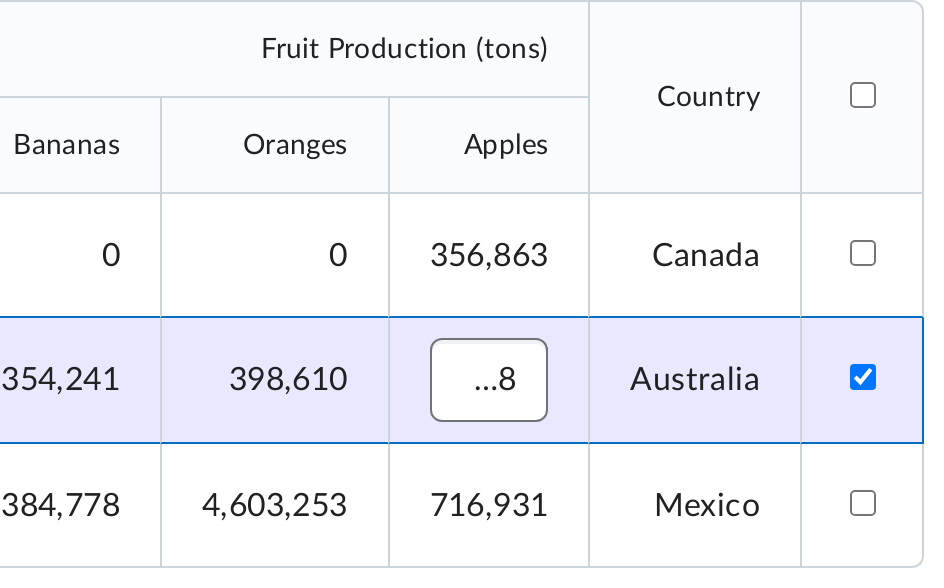 Fruit Production (tons)
Country
Bananas Oranges Apples
0 0 356,863 Canada
354,241 398,610 ...8 Australia
384,778 4,603,253 716,931 Mexico